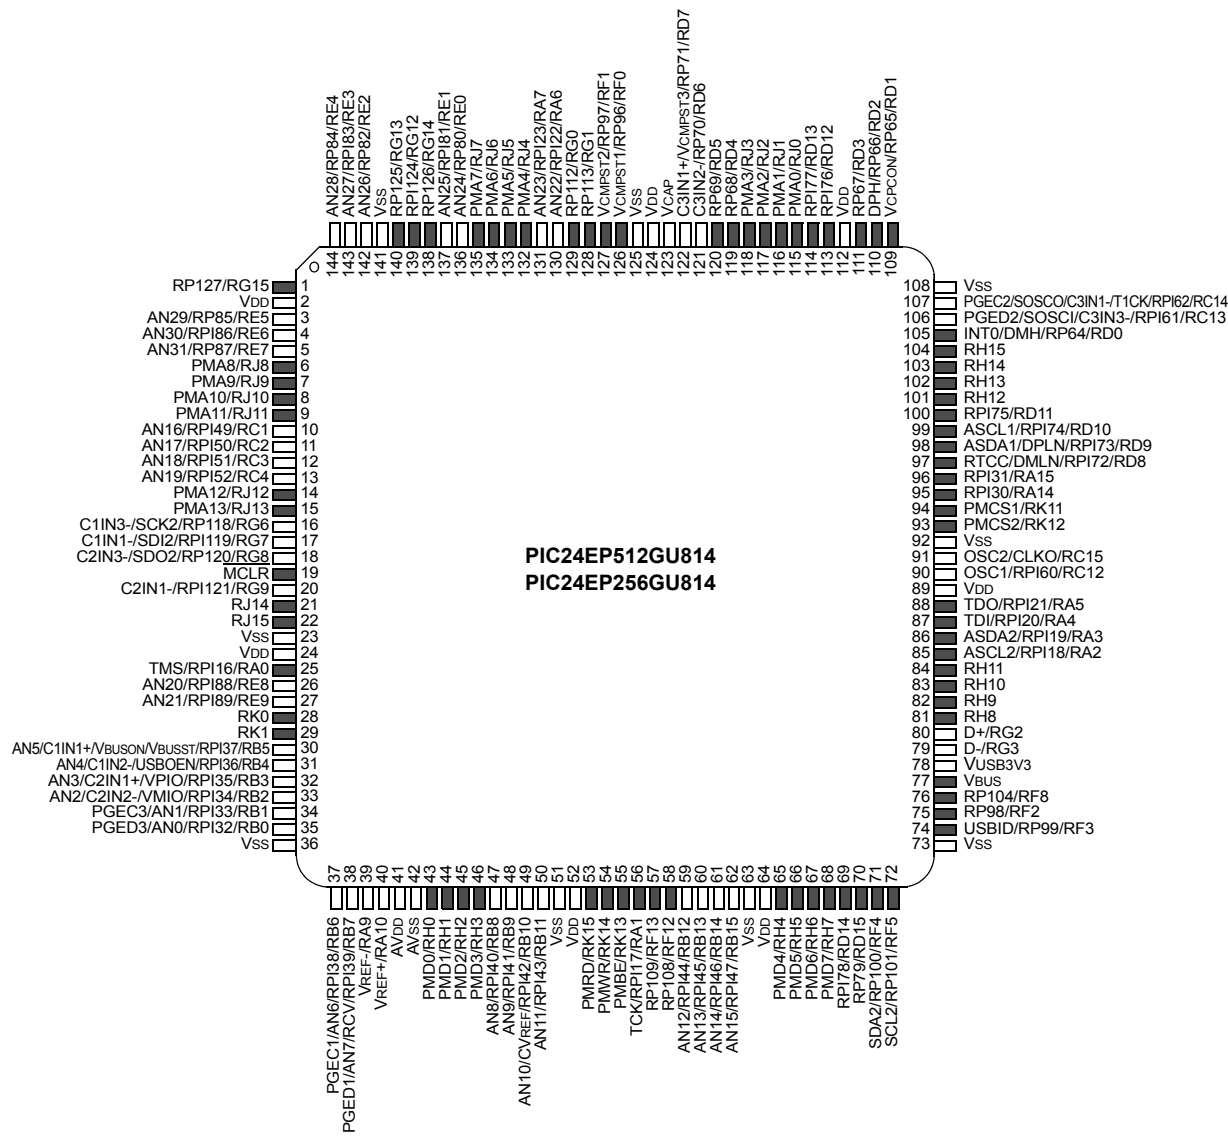 AN28/RP84/RE4
AN27/RPI83/RE3
AN26/RP82/RE2
VSS
RP125/RG13
RPI124/RG12
RP126/RG14
AN25/RPI81/RE1
AN24/RP80/RE0
PMA7/RJ7
PMA6/RJ6
PMA5/RJ5
PMA4/RJ4
AN23/RPI23/RA7
AN22/RPI22/RA6
RP112/RG0
RP113/RG1
VCMPST2/RP97/RF1
VCMPST1/RP96/RF0
VSS
VDD
VCAP
C3IN1+/VCMPST3/RP71/RD7
C3IN2-/RP70/RD6
RP69/RD5
RP68/RD4
PMA3/RJ3
PMA2/RJ2
PMA1/RJ1
PMA0/RJ0
RPI77/RD13
RPI76/RD12
VDD
RP67/RD3
DPH/RP66/RD2
VCPCON/RP65/RD1
144
143
142
141
140
139
138
137
136
135
134
133
132
131
130
129
128
127
126
125
124
123
122
121
120
119
118
117
116
115
114
113
112
111
110
109
RP127/RG15 1
VDD 2
AN29/RP85/RE5 3
AN30/RPI86/RE6 4
AN31/RP87/RE7 5
PMA8/RJ8 6
PMA9/RJ9 7
PMA10/RJ10 8
PMA11/RJ11 9
AN16/RPI49/RC1 10
AN17/RPI50/RC2 11
AN18/RPI51/RC3 12
AN19/RPI52/RC4 13
PMA12/RJ12 14
PMA13/RJ13 15
C1IN3-/SCK2/RP118/RG6 16
C1IN1-/SDI2/RPI119/RG7 17
C2IN3-/SDO2/RP120/RG8 18
MCLR 19
C2IN1-/RPI121/RG9 20
RJ14 21
RJ15 22
VSS 23
VDD 24
TMS/RPI16/RA0 25
AN20/RPI88/RE8 26
AN21/RPI89/RE9 27
RK0 28
RK1 29
AN5/C1IN1+/VBUSON/VBUSST/RPI37/RB5 30
AN4/C1IN2-/USBOEN/RPI36/RB4 31
AN3/C2IN1+/VPIO/RPI35/RB3 32
AN2/C2IN2-/VMIO/RPI34/RB2 33
PGEC3/AN1/RPI33/RB1 34
PGED3/AN0/RPI32/RB0 35
VSS 36
PIC24EP512GU814
PIC24EP256GU814
108 VSS
107 PGEC2/SOSCO/C3IN1-/T1CK/RPI62/RC14
106 PGED2/SOSCI/C3IN3-/RPI61/RC13
105 INT0/DMH/RP64/RD0
104 RH15
103 RH14
102 RH13
101 RH12
100 RPI75/RD11
99 ASCL1/RPI74/RD10
98 ASDA1/DPLN/RPI73/RD9
97 RTCC/DMLN/RPI72/RD8
96 RPI31/RA15
95 RPI30/RA14
94 PMCS1/RK11
93 PMCS2/RK12
92 VSS
91 OSC2/CLKO/RC15
90 OSC1/RPI60/RC12
89 VDD
88 TDO/RPI21/RA5
87 TDI/RPI20/RA4
86 ASDA2/RPI19/RA3
85 ASCL2/RPI18/RA2
84 RH11
83 RH10
82 RH9
81 RH8
80 D+/RG2
79 D-/RG3
78 VUSB3V3
77 VBUS
76 RP104/RF8
75 RP98/RF2
74 USBID/RP99/RF3
73 VSS
37
38
39
40
41
42
43
44
45
46
47
48
49
50
51
52
53
54
55
56
57
58
59
60
61
62
63
64
65
66
67
68
69
70
71
72
PGEC1/AN6/RPI38/RB6
PGED1/AN7/RCV/RPI39/RB7
VREF-/RA9
VREF+/RA10
AVDD
AVSS
PMD0/RH0
PMD1/RH1
PMD2/RH2
PMD3/RH3
AN8/RPI40/RB8
AN9/RPI41/RB9
AN10/CVREF/RPI42/RB10
AN11/RPI43/RB11
VSS
VDD
PMRD/RK15
PMWR/RK14
PMBE/RK13
TCK/RPI17/RA1
RP109/RF13
RP108/RF12
AN12/RPI44/RB12
AN13/RPI45/RB13
AN14/RPI46/RB14
AN15/RPI47/RB15
VSS
VDD
PMD4/RH4
PMD5/RH5
PMD6/RH6
PMD7/RH7
RPI78/RD14
RP79/RD15
SDA2/RP100/RF4
SCL2/RP101/RF5